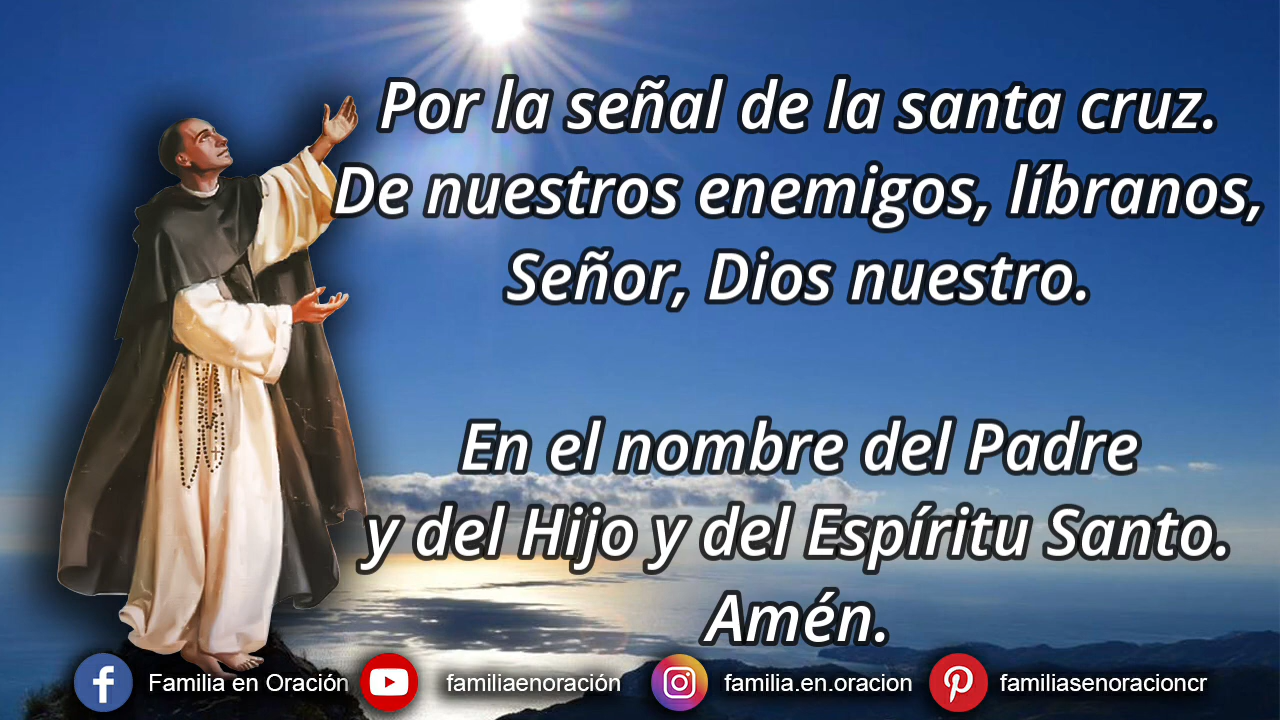 Por la señal de la santa cruz.
De nuestros enemigos, líbranos,
Señor, Dios nuestro.
En el nombre del Padre
y del Hijo y del Espíritu Santo.
Amén.
Familia en Oración
familiaenoración
familia.en.oracion
familiasenoracioncr